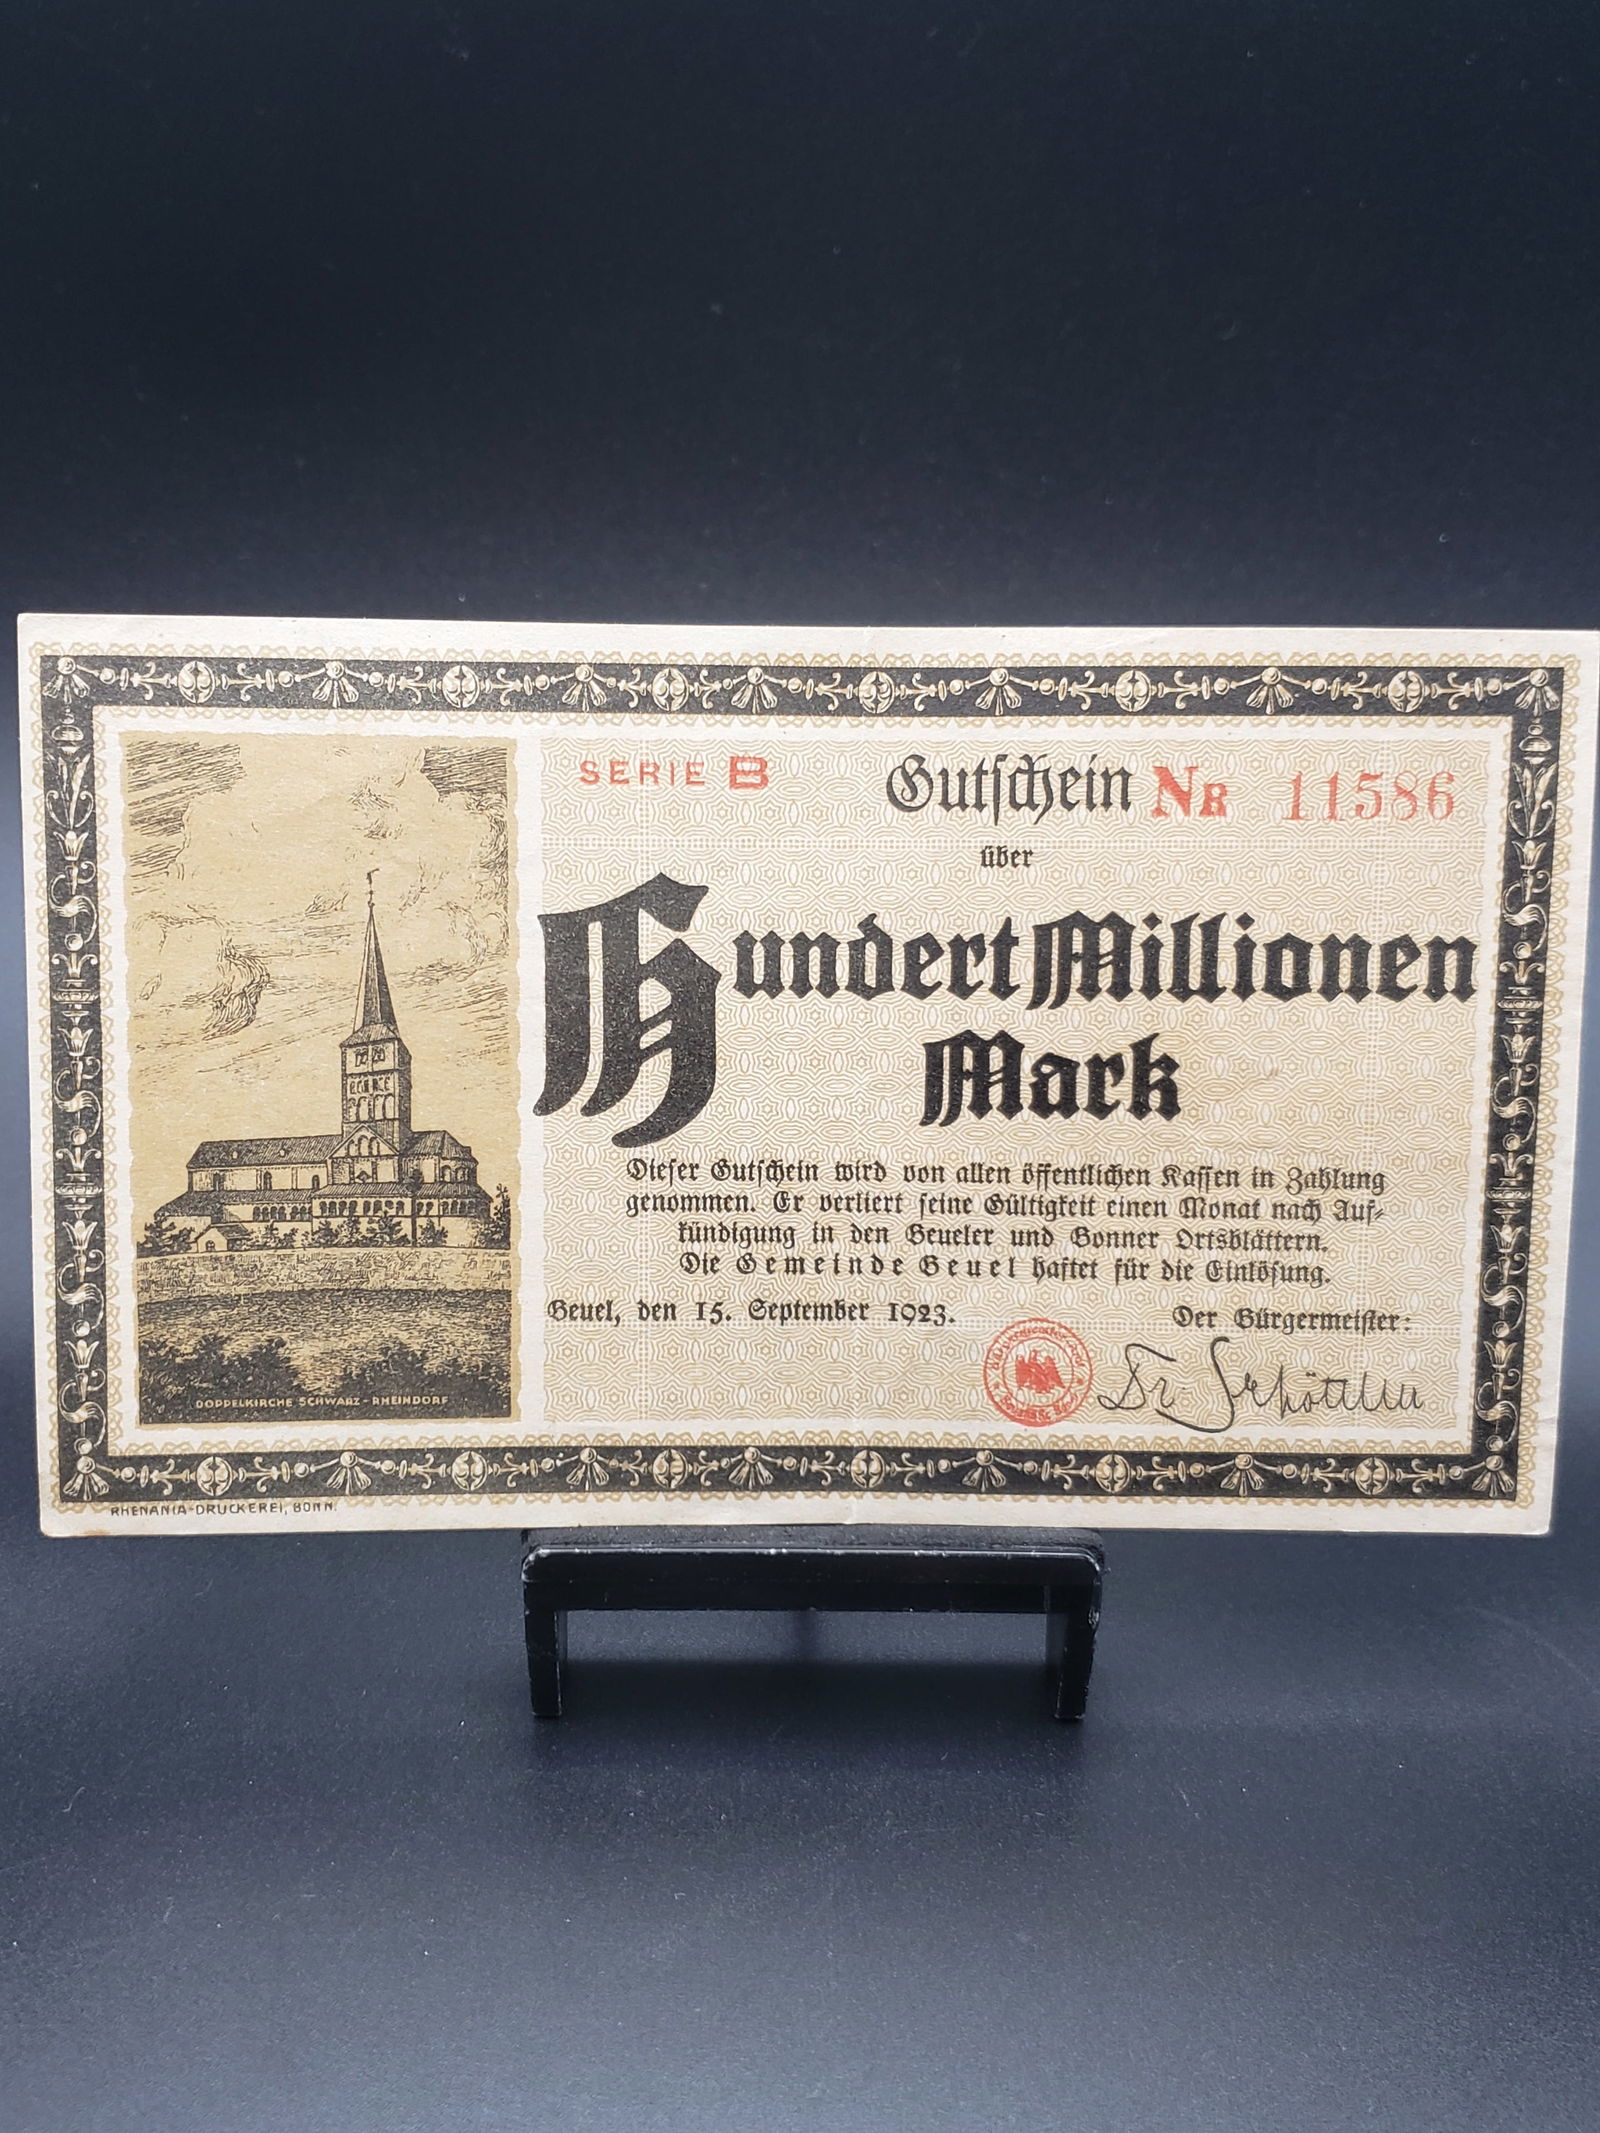 SERIE B
Gutschein NR 11586
über
Hundert Millionen
Mark
Dieser Gutschein wird von allen öffentlichen Kassen in Zahlung
genommen. Er verliert seine Gültigkeit einen Monat nach Auf-
kündigung in den Beueler und Bonner Ortsblättern.
Die Gemeinde Beuel haftet für die Einlösung.
Beuel, den 15. September 1923.
Der Bürgermeister:
DOPPELKIRCHE SCHWARZ-RHEINDORF
RHENANIA-DRUCKEREI, BONN.